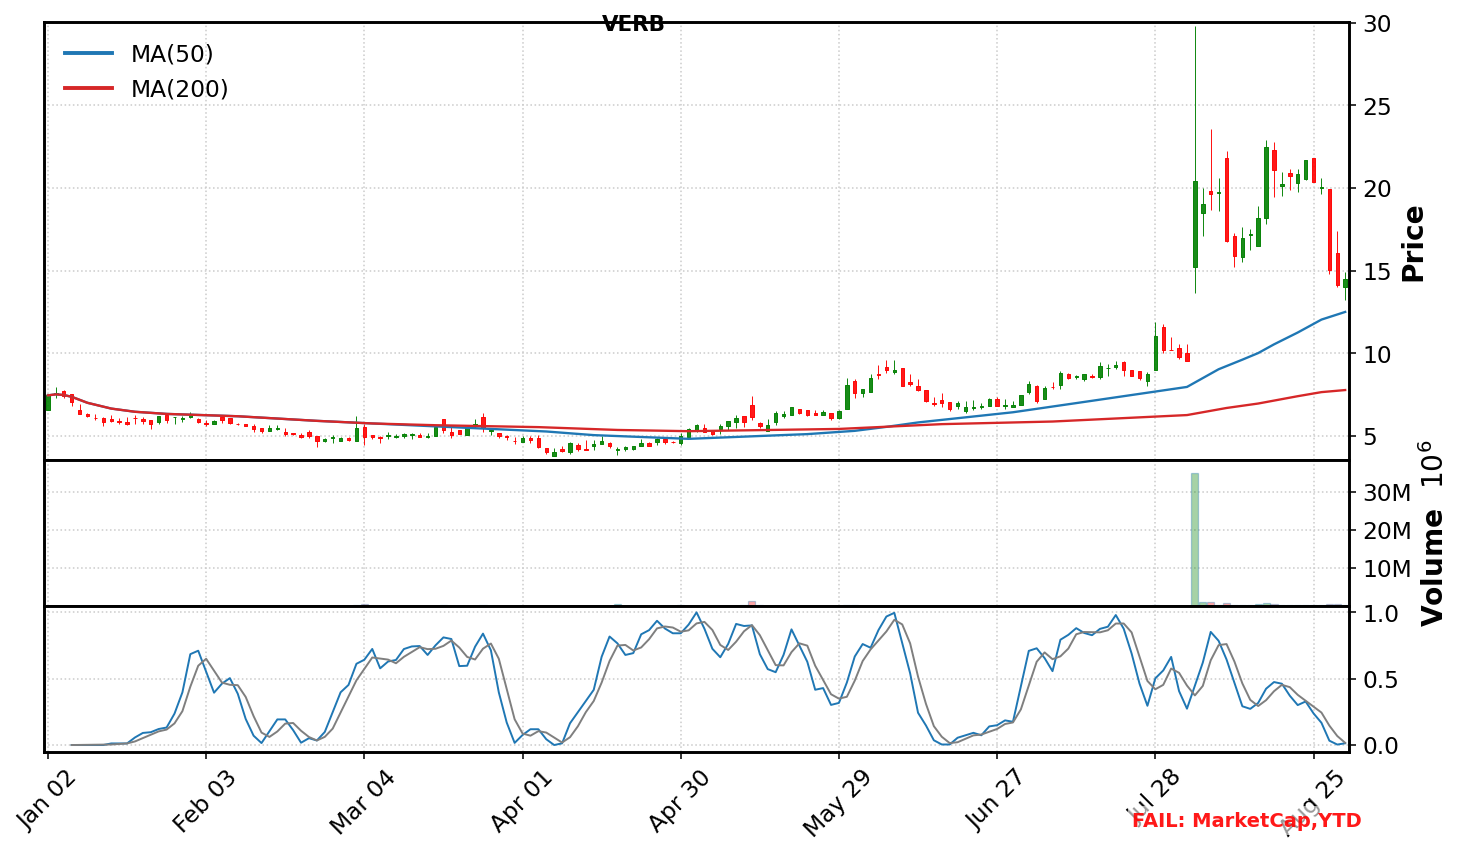 VERB
MA(50)
MA(200)
30
25
20
15
10
5
Price
30M
20M
10M
Volume 10^6
1.0
0.5
0.0
Jan 02
Feb 03
Mar 04
Apr 01
Apr 30
May 29
Jun 27
Jul 28
Aug 25
FAIL: MarketCap,YTD